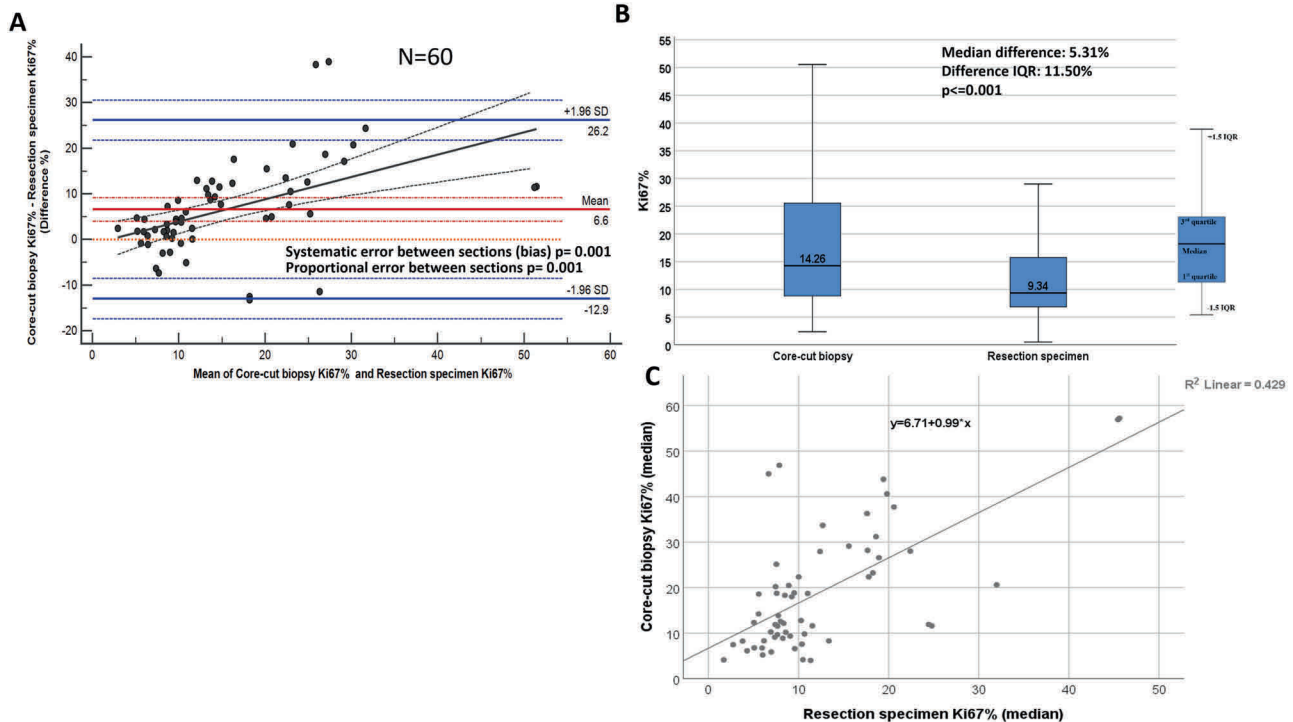 A
Core-cut biopsy Ki67% - Resection specimen Ki67%
(Difference %)
40
30
20
10
0
-10
-20
N=60
+1.96 SD
26.2
Mean
6.6
-1.96 SD
-12.9
Systematic error between sections (bias) p= 0.001
Proportional error between sections p= 0.001
0 10 20 30 40 50 60
Mean of Core-cut biopsy Ki67% and Resection specimen Ki67%
B
Ki67%
55
50
45
40
35
30
25
20
15
10
5
0
Median difference: 5.31%
Difference IQR: 11.50%
p<=0.001
14.26
9.34
Core-cut biopsy Resection specimen
+1.5 IQR
3rd quartile
Median
1st quartile
-1.5 IQR
C
R2 Linear = 0.429
y=6.71+0.99*x
Core-cut biopsy Ki67% (median)
60
50
40
30
20
10
0
0 10 20 30 40 50
Resection specimen Ki67% (median)